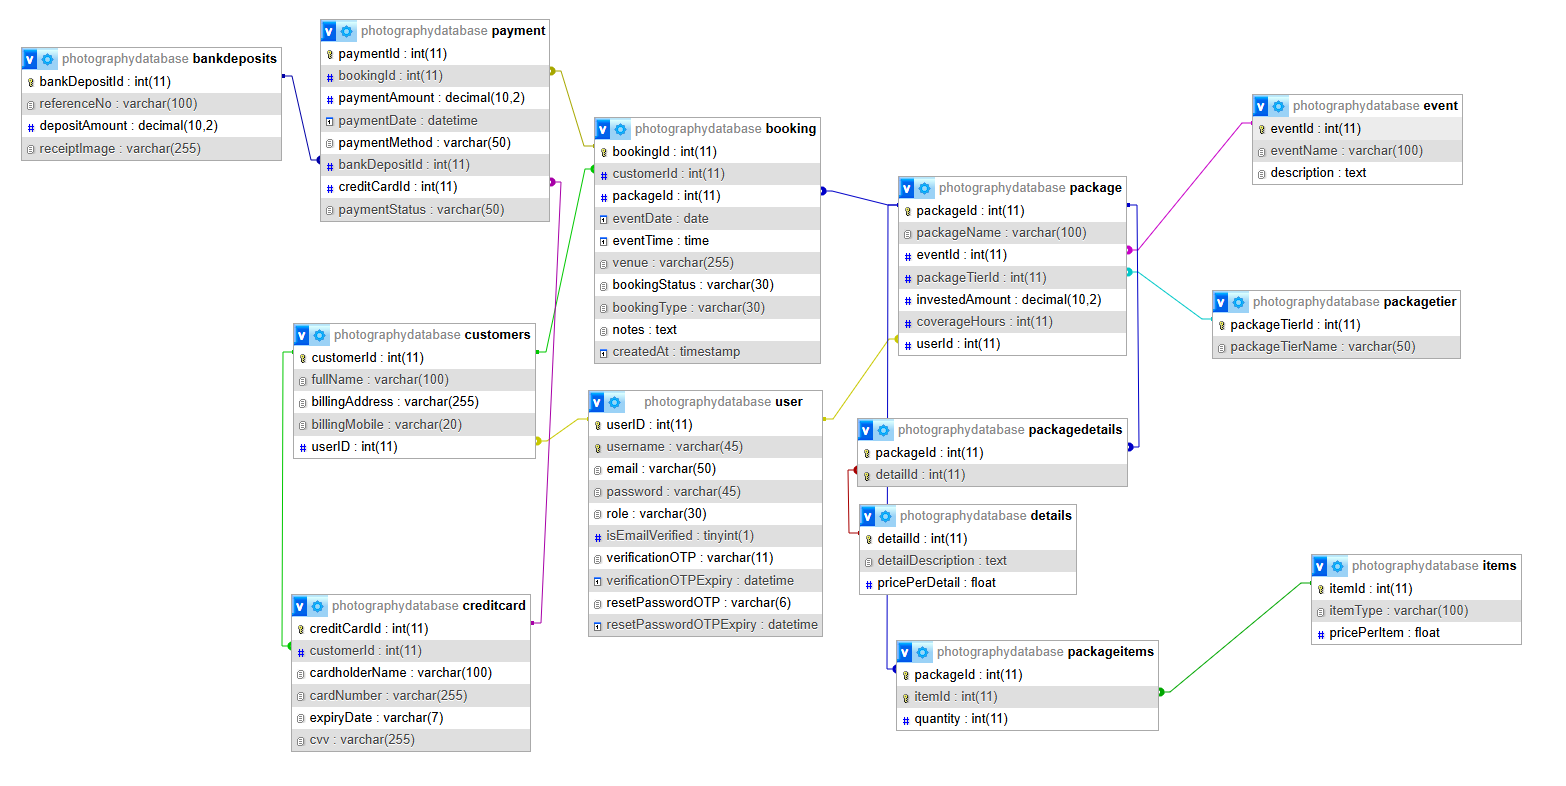 photographydatabase bankdeposits
bankDepositId : int(11)
referenceNo : varchar(100)
depositAmount : decimal(10,2)
receiptImage : varchar(255)
photographydatabase payment
paymentId : int(11)
bookingId : int(11)
paymentAmount : decimal(10,2)
paymentDate : datetime
paymentMethod : varchar(50)
bankDepositId : int(11)
creditCardId : int(11)
paymentStatus : varchar(50)
photographydatabase booking
bookingId : int(11)
customerId : int(11)
packageId : int(11)
eventDate : date
eventTime : time
venue : varchar(255)
bookingStatus : varchar(30)
bookingType : varchar(30)
notes : text
createdAt : timestamp
photographydatabase package
packageId : int(11)
packageName : varchar(100)
eventId : int(11)
packageTierId : int(11)
investedAmount : decimal(10,2)
coverageHours : int(11)
userId : int(11)
photographydatabase event
eventId : int(11)
eventName : varchar(100)
description : text
photographydatabase packagetier
packageTierId : int(11)
packageTierName : varchar(50)
photographydatabase customers
customerId : int(11)
fullName : varchar(100)
billingAddress : varchar(255)
billingMobile : varchar(20)
userID : int(11)
photographydatabase user
userID : int(11)
username : varchar(45)
email : varchar(50)
password : varchar(45)
role : varchar(30)
isEmailVerified : tinyint(1)
verificationOTP : varchar(11)
verificationOTPExpiry : datetime
resetPasswordOTP : varchar(6)
resetPasswordOTPExpiry : datetime
photographydatabase packagedetails
packageId : int(11)
detailId : int(11)
photographydatabase details
detailId : int(11)
detailDescription : text
pricePerDetail : float
photographydatabase items
itemId : int(11)
itemType : varchar(100)
pricePerItem : float
photographydatabase creditcard
creditCardId : int(11)
customerId : int(11)
cardholderName : varchar(100)
cardNumber : varchar(255)
expiryDate : varchar(7)
cvv : varchar(255)
photographydatabase packageitems
packageId : int(11)
itemId : int(11)
quantity : int(11)